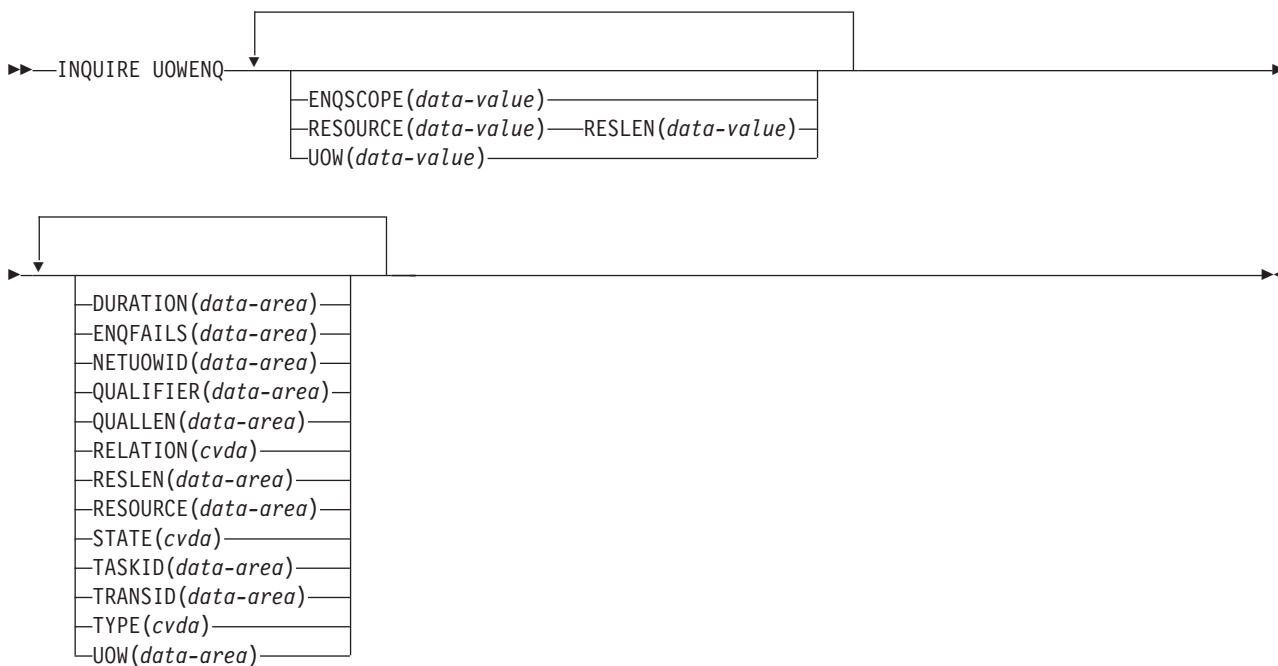 INQUIRE UOWENQ
ENQSCOPE(data-value)
RESOURCE(data-value) RESLEN(data-value)
UOW(data-value)
DURATION(data-area)
ENQFAILS(data-area)
NETUOWID(data-area)
QUALIFIER(data-area)
QUALLEN(data-area)
RELATION(cvda)
RESLEN(data-area)
RESOURCE(data-area)
STATE(cvda)
TASKID(data-area)
TRANSID(data-area)
TYPE(cvda)
UOW(data-area)